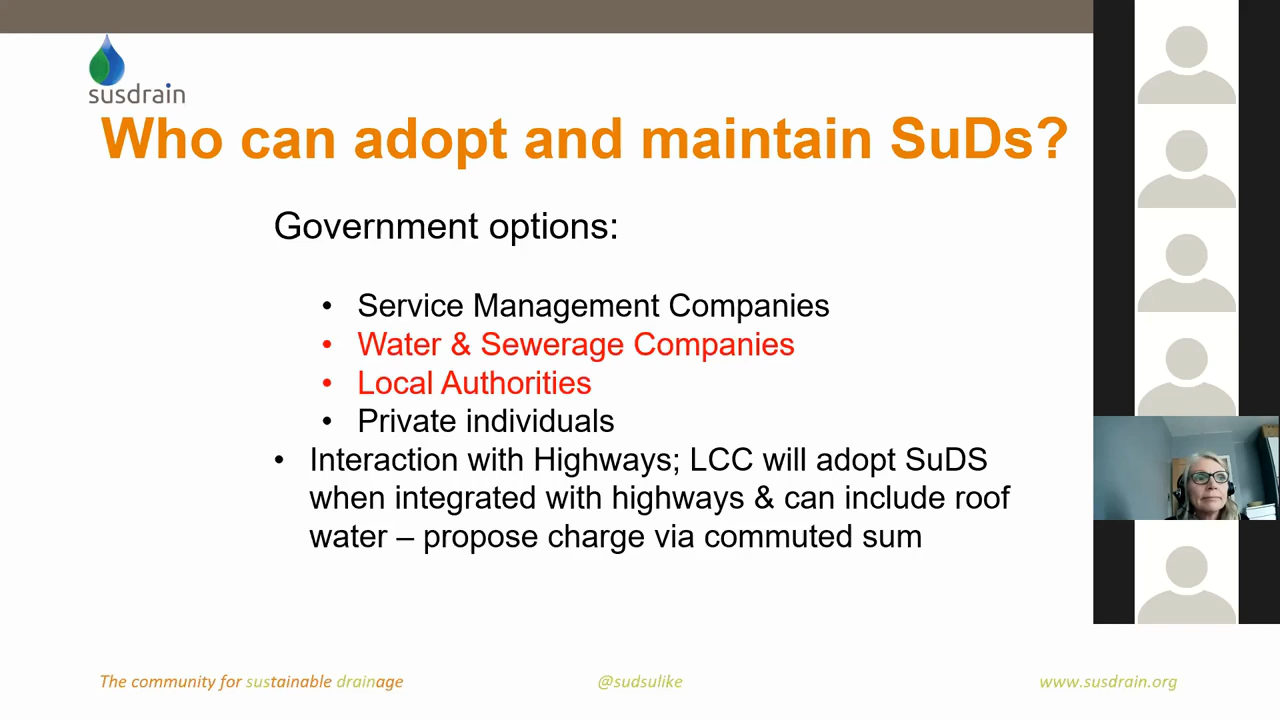 susdrain
Who can adopt and maintain SuDs?
Government options:
• Service Management Companies
• Water & Sewerage Companies
• Local Authorities
• Private individuals
• Interaction with Highways; LCC will adopt SuDS
when integrated with highways & can include roof
water – propose charge via commuted sum
The community for sustainable drainage
@sudsulike
www.susdrain.org